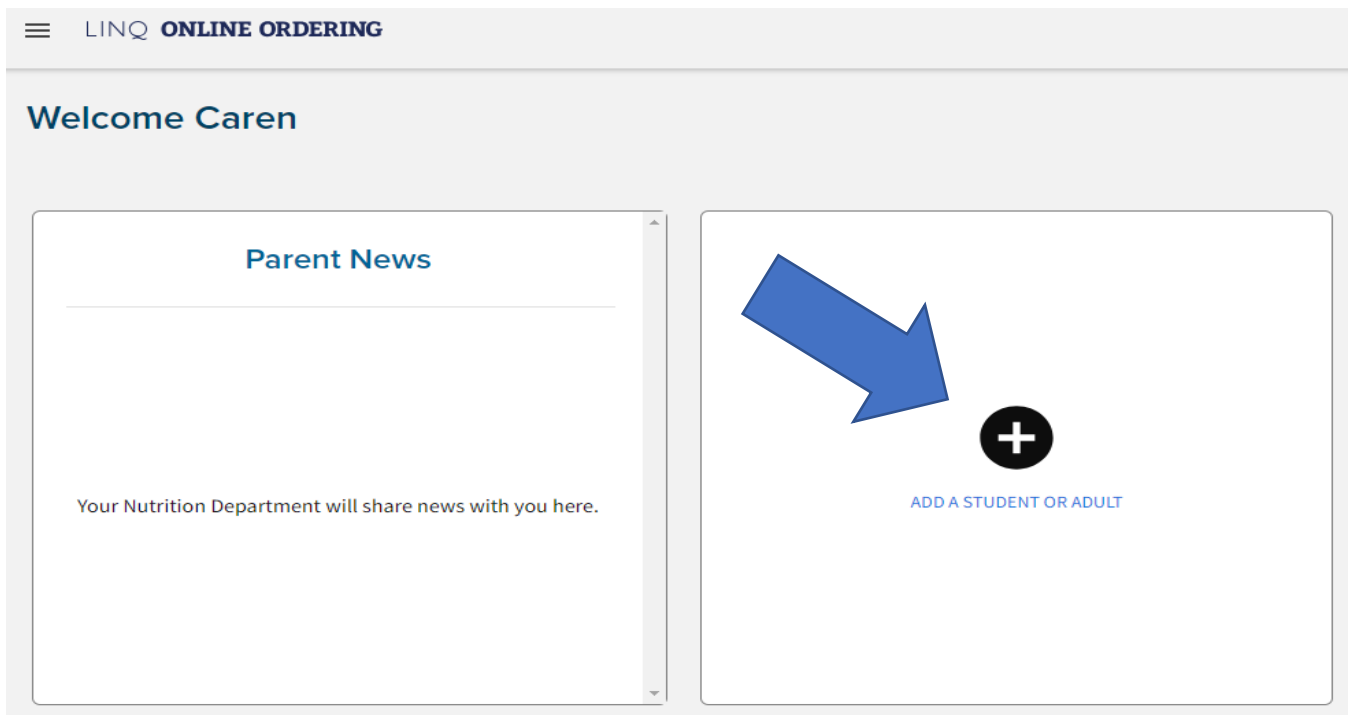 LINQ ONLINE ORDERING
Welcome Caren
Parent News
Your Nutrition Department will share news with you here.
ADD A STUDENT OR ADULT